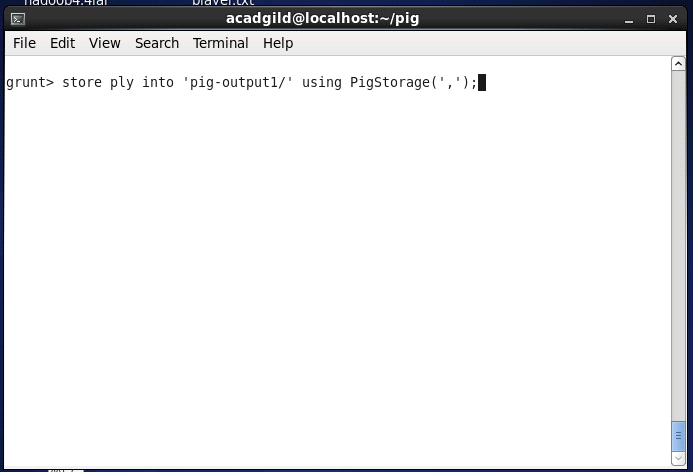 acadgild@localhost:~/pig
File Edit View Search Terminal Help
grunt> store ply into 'pig-output1/' using PigStorage(',');